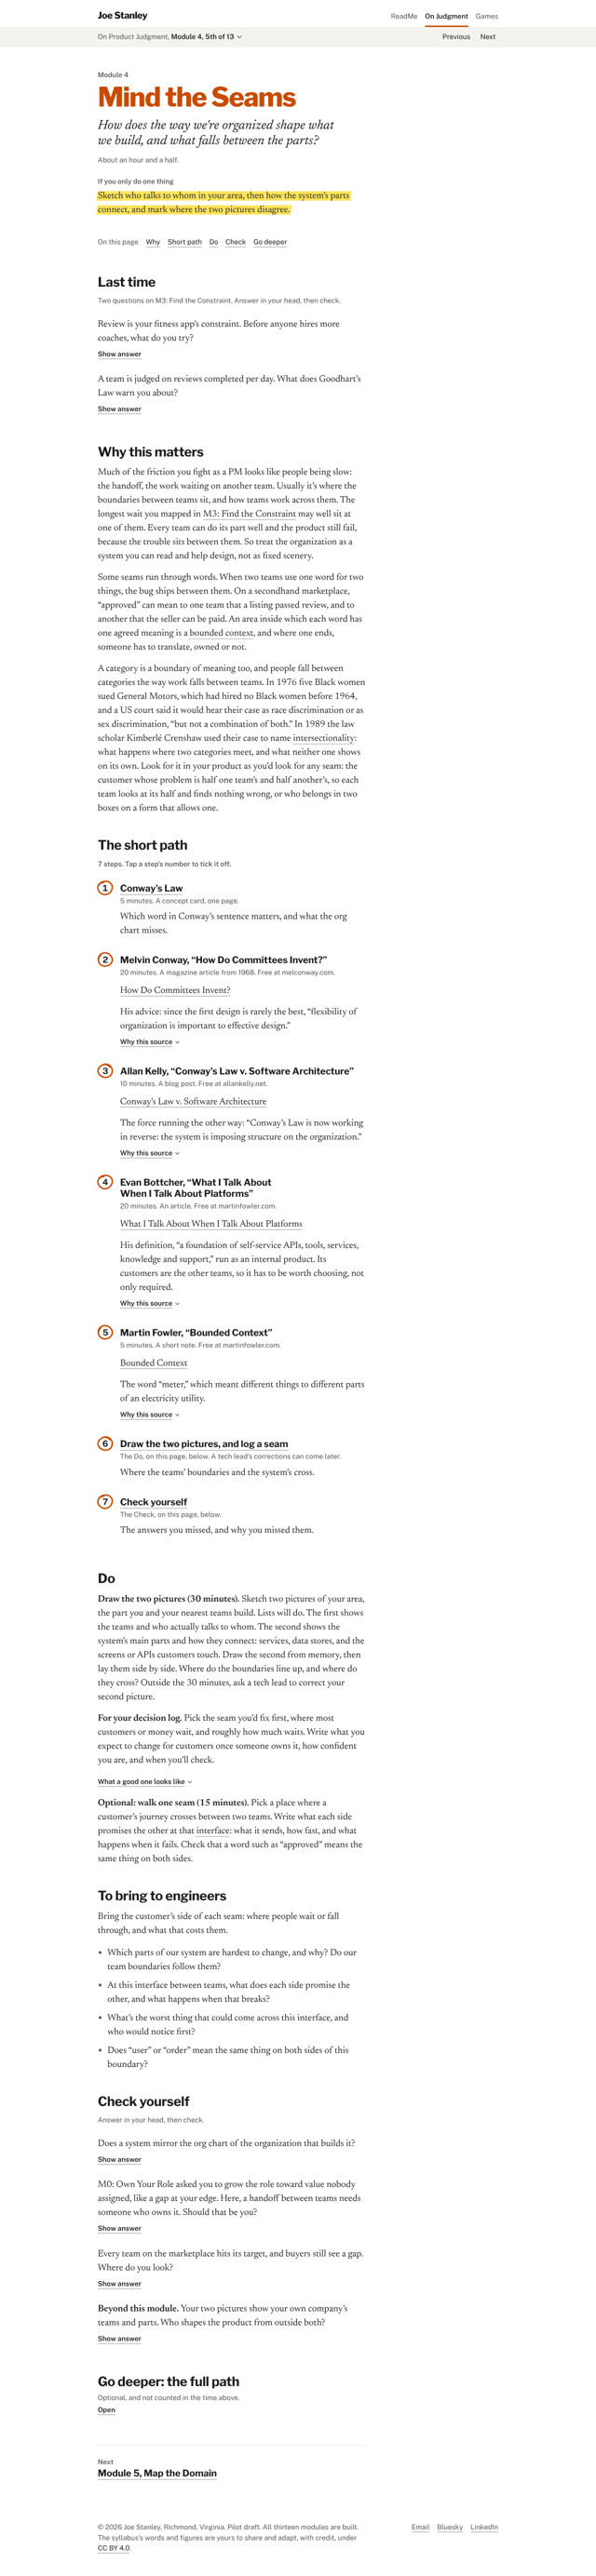 Joe Stanley
ReadMe On Judgment Games
On Product Judgment, Module 4, 5th of 13
Previous Next
Module 4
Mind the Seams
How does the way we're organized shape what
we build, and what falls between the parts?
About an hour and a half.
If you only do one thing
Sketch who talks to whom in your area, then how the system's parts
connect, and mark where the two pictures disagree.
On this page Why Short path Do Check Go deeper
Last time
Two questions on M3: Find the Constraint. Answer in your head, then check.
Review is your fitness app's constraint. Before anyone hires more
coaches, what do you try?
Show answer
A team is judged on reviews completed per day. What does Goodhart's
Law warn you about?
Show answer
Why this matters
Much of the friction you fight as a PM looks like people being slow:
the handoff, the work waiting on another team. Usually it's where the
boundaries between teams sit, and how teams work across them. The
longest wait you mapped in M3: Find the Constraint may well sit at
one of them. Every team can do its part well and the product still fail,
because the trouble sits between them. So treat the organization as a
system you can read and help design, not as fixed scenery.
Some seams run through words. When two teams use one word for two
things, the bug ships between them. On a secondhand marketplace,
“approved” can mean to one team that a listing passed review, and to
another that the seller can be paid. An area inside which each word has
one agreed meaning is a bounded context, and where one ends,
someone has to translate, owned or not.
A category is a boundary of meaning too, and people fall between
categories the way work falls between teams. In 1976 five Black women
sued General Motors, which had hired no Black women before 1964,
and a US court said it would hear their case as race discrimination or as
sex discrimination, “but not a combination of both.” In 1989 the law
scholar Kimberlé Crenshaw used their case to name intersectionality:
what happens where two categories meet, and what neither one shows
on its own. Look for it in your product as you'd look for any seam: the
customer whose problem is half one team's and half another's, so each
team looks at its half and finds nothing wrong, or who belongs in two
boxes on a form that allows one.
The short path
7 steps. Tap a step's number to tick it off.
1 Conway's Law
5 minutes. A concept card, one page.
Which word in Conway's sentence matters, and what the org
chart misses.
2 Melvin Conway, “How Do Committees Invent?”
20 minutes. A magazine article from 1968. Free at melconway.com.
How Do Committees Invent?
His advice: since the first design is rarely the best, “flexibility of
organization is important to effective design.”
Why this source
3 Allan Kelly, “Conway's Law v. Software Architecture”
10 minutes. A blog post. Free at allankelly.net.
Conway's Law v. Software Architecture
The force running the other way: “Conway's Law is now working
in reverse: the system is imposing structure on the organization.”
Why this source
4 Evan Bottcher, “What I Talk About
When I Talk About Platforms”
20 minutes. An article. Free at martinfowler.com.
What I Talk About When I Talk About Platforms
His definition, “a foundation of self-service APIs, tools, services,
knowledge and support,” run as an internal product. Its
customers are the other teams, so it has to be worth choosing, not
only required.
Why this source
5 Martin Fowler, “Bounded Context”
5 minutes. A short note. Free at martinfowler.com.
Bounded Context
The word “meter,” which meant different things to different parts
of an electricity utility.
Why this source
6 Draw the two pictures, and log a seam
The Do, on this page, below. A tech lead's corrections can come later.
Where the teams' boundaries and the system's cross.
7 Check yourself
The Check, on this page, below.
The answers you missed, and why you missed them.
Do
Draw the two pictures (30 minutes). Sketch two pictures of your area,
the part you and your nearest teams build. Lists will do. The first shows
the teams and who actually talks to whom. The second shows the
system's main parts and how they connect: services, data stores, and the
screens or APIs customers touch. Draw the second from memory, then
lay them side by side. Where do the boundaries line up, and where do
they cross? Outside the 30 minutes, ask a tech lead to correct your
second picture.
For your decision log. Pick the seam you'd fix first, where most
customers or money wait, and roughly how much waits. Write what you
expect to change for customers once someone owns it, how confident
you are, and when you'll check.
What a good one looks like
Optional: walk one seam (15 minutes). Pick a place where a
customer's journey crosses between two teams. Write what each side
promises the other at that interface: what it sends, how fast, and what
happens when it fails. Check that a word such as “approved” means the
same thing on both sides.
To bring to engineers
Bring the customer's side of each seam: where people wait or fall
through, and what that costs them.
• Which parts of our system are hardest to change, and why? Do our
team boundaries follow them?
• At this interface between teams, what does each side promise the
other, and what happens when that breaks?
• What's the worst thing that could come across this interface, and
who would notice first?
• Does “user” or “order” mean the same thing on both sides of this
boundary?
Check yourself
Answer in your head, then check.
Does a system mirror the org chart of the organization that builds it?
Show answer
M0: Own Your Role asked you to grow the role toward value nobody
assigned, like a gap at your edge. Here, a handoff between teams needs
someone who owns it. Should that be you?
Show answer
Every team on the marketplace hits its target, and buyers still see a gap.
Where do you look?
Show answer
Beyond this module. Your two pictures show your own company's
teams and parts. Who shapes the product from outside both?
Show answer
Go deeper: the full path
Optional, and not counted in the time above.
Open
Next
Module 5, Map the Domain
© 2026 Joe Stanley, Richmond, Virginia. Pilot draft. All thirteen modules are built.
The syllabus's words and figures are yours to share and adapt, with credit, under
CC BY 4.0.
Email Bluesky LinkedIn